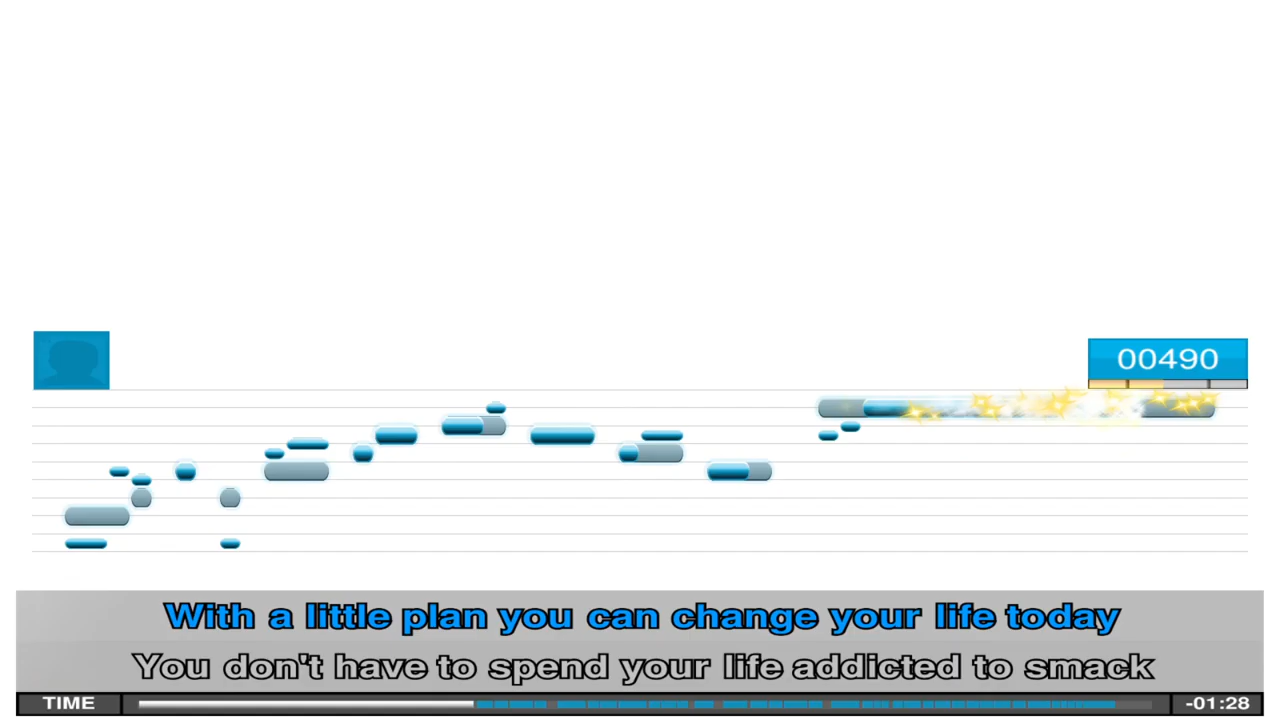 00490
With a little plan you can change your life today
You don't have to spend your life addicted to smack
TIME
-01:28